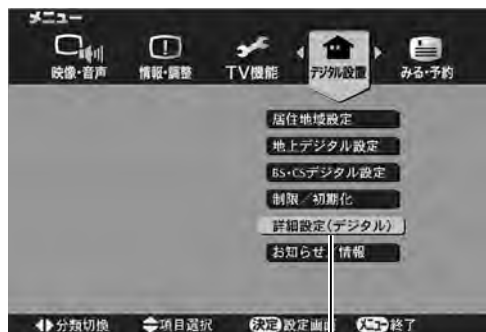 メニュー
映像・音声 情報・調整 TV機能 デジタル設置 みる・予約
居住地域設定
地上デジタル設定
BS・CSデジタル設定
制限／初期化
詳細設定(デジタル)
お知らせ／情報
分類切換 項目選択 決定 設定画面 メニュー 終了